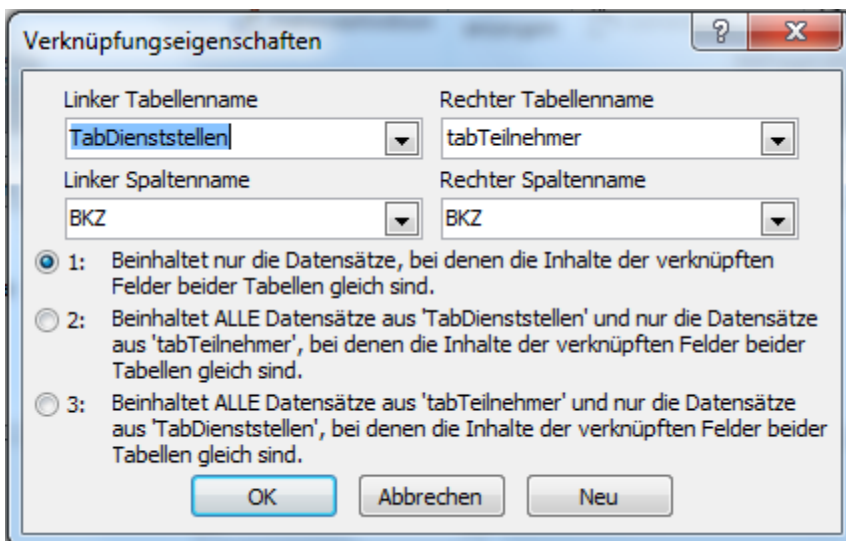 Verknüpfungseigenschaften
?
Linker Tabellenname
Rechter Tabellenname
TabDienststellen
tabTeilnehmer
Linker Spaltenname
Rechter Spaltenname
BKZ
BKZ
1: Beinhaltet nur die Datensätze, bei denen die Inhalte der verknüpften
Felder beider Tabellen gleich sind.
2: Beinhaltet ALLE Datensätze aus 'TabDienststellen' und nur die Datensätze
aus 'tabTeilnehmer', bei denen die Inhalte der verknüpften Felder beider
Tabellen gleich sind.
3: Beinhaltet ALLE Datensätze aus 'tabTeilnehmer' und nur die Datensätze
aus 'TabDienststellen', bei denen die Inhalte der verknüpften Felder beider
Tabellen gleich sind.
OK
Abbrechen
Neu